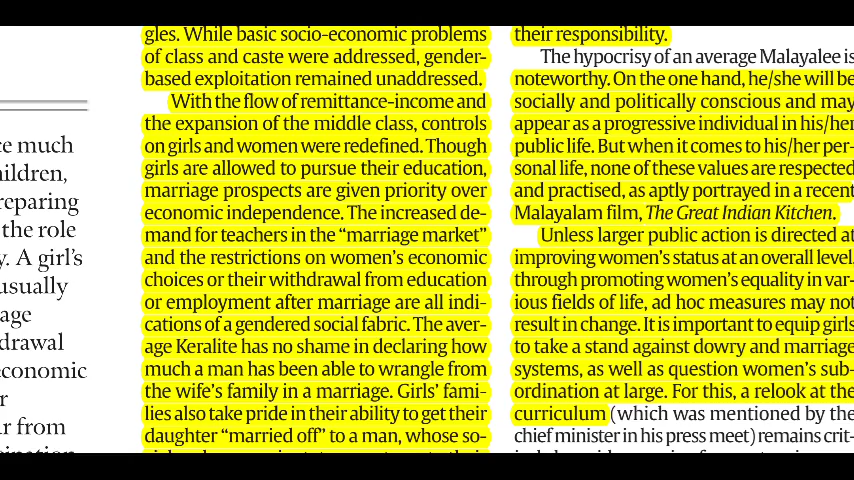 ce much
hildren,
reparing
the role
y. A girl's
usually
age
drawal
economic
r
ar from
gles. While basic socio-economic problems
of class and caste were addressed, gender-
based exploitation remained unaddressed.
With the flow of remittance-income and
the expansion of the middle class, controls
on girls and women were redefined. Though
girls are allowed to pursue their education,
marriage prospects are given priority over
economic independence. The increased de-
mand for teachers in the “marriage market”
and the restrictions on women’s economic
choices or their withdrawal from education
or employment after marriage are all indi-
cations of a gendered social fabric. The aver-
age Keralite has no shame in declaring how
much a man has been able to wrangle from
the wife’s family in a marriage. Girls’ fami-
lies also take pride in their ability to get their
daughter “married off” to a man, whose so-
their responsibility.
The hypocrisy of an average Malayalee is
noteworthy. On the one hand, he/she will be
socially and politically conscious and may
appear as a progressive individual in his/her
public life. But when it comes to his/her per-
sonal life, none of these values are respected
and practised, as aptly portrayed in a recent
Malayalam film, The Great Indian Kitchen.
Unless larger public action is directed at
improving women’s status at an overall level,
through promoting women’s equality in var-
ious fields of life, ad hoc measures may not
result in change. It is important to equip girls
to take a stand against dowry and marriage
systems, as well as question women’s sub-
ordination at large. For this, a relook at the
curriculum (which was mentioned by the
chief minister in his press meet) remains crit-